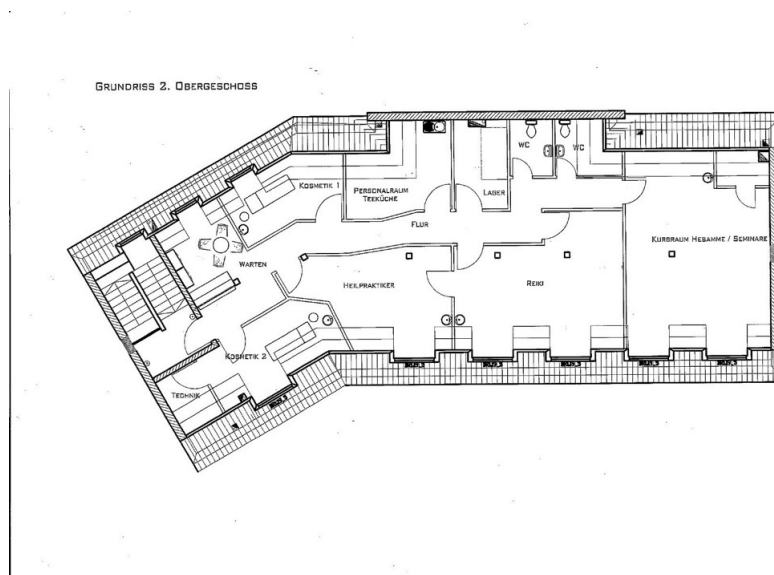 GRUNDRISS 2. OBERGESCHOSS
KOSMETIK 1
PERSONALRAUM
TEEKÜCHE
LAGER
WC
WC
FLUR
KURSRAUM HEBAMME / SEMINARE
WARTEN
HEILPRAKTIKER
REIKI
KOSMETIK 2
TECHNIK